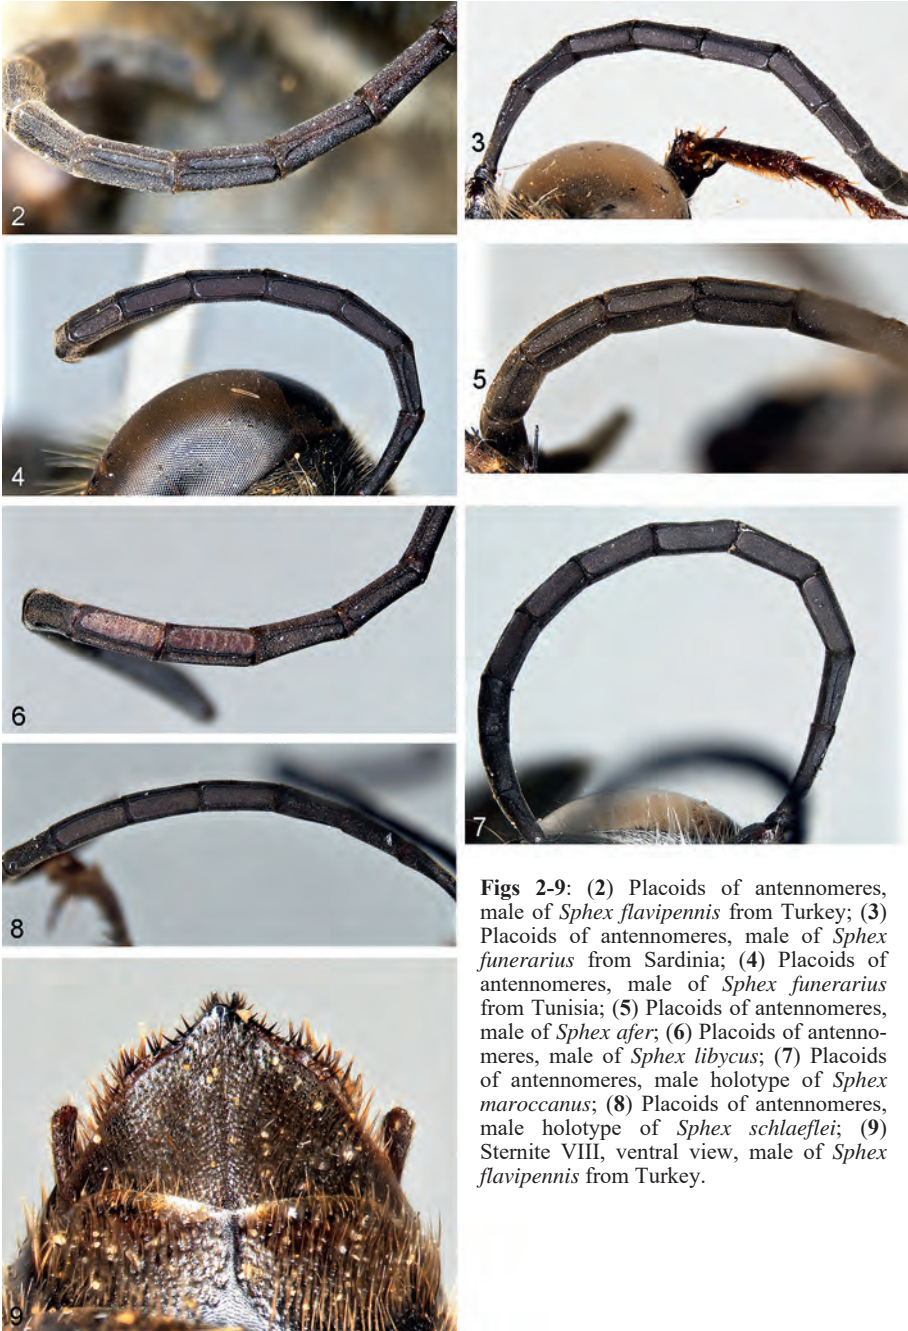 2
3
4
5
6
7
8
9
Figs 2-9: (2) Placoids of antennomeres,
male of Sphex flavipennis from Turkey; (3)
Placoids of antennomeres, male of Sphex
funerarius from Sardinia; (4) Placoids of
antennomeres, male of Sphex funerarius
from Tunisia; (5) Placoids of antennomeres,
male of Sphex afer; (6) Placoids of antenno-
meres, male of Sphex libycus; (7) Placoids
of antennomeres, male holotype of Sphex
maroccanus; (8) Placoids of antennomeres,
male holotype of Sphex schlaeflei; (9)
Sternite VIII, ventral view, male of Sphex
flavipennis from Turkey.